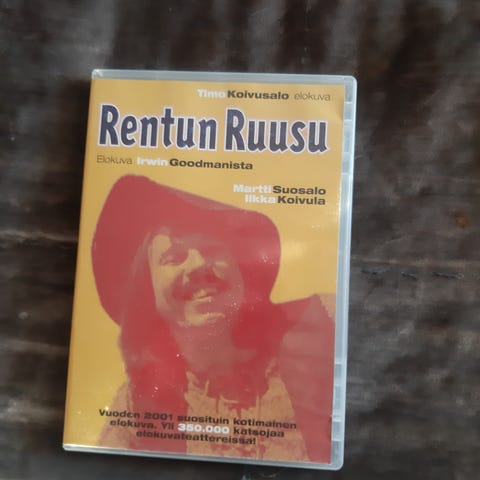 Timo Koivusalo elokuva
Rentun Ruusu
Elokuva Irwin Goodmanista
Martti Suosalo
Ilkka Koivula
Vuoden 2001 suosituin kotimainen
elokuva. Yli 350.000 katsojaa
elokuvateattereissa!